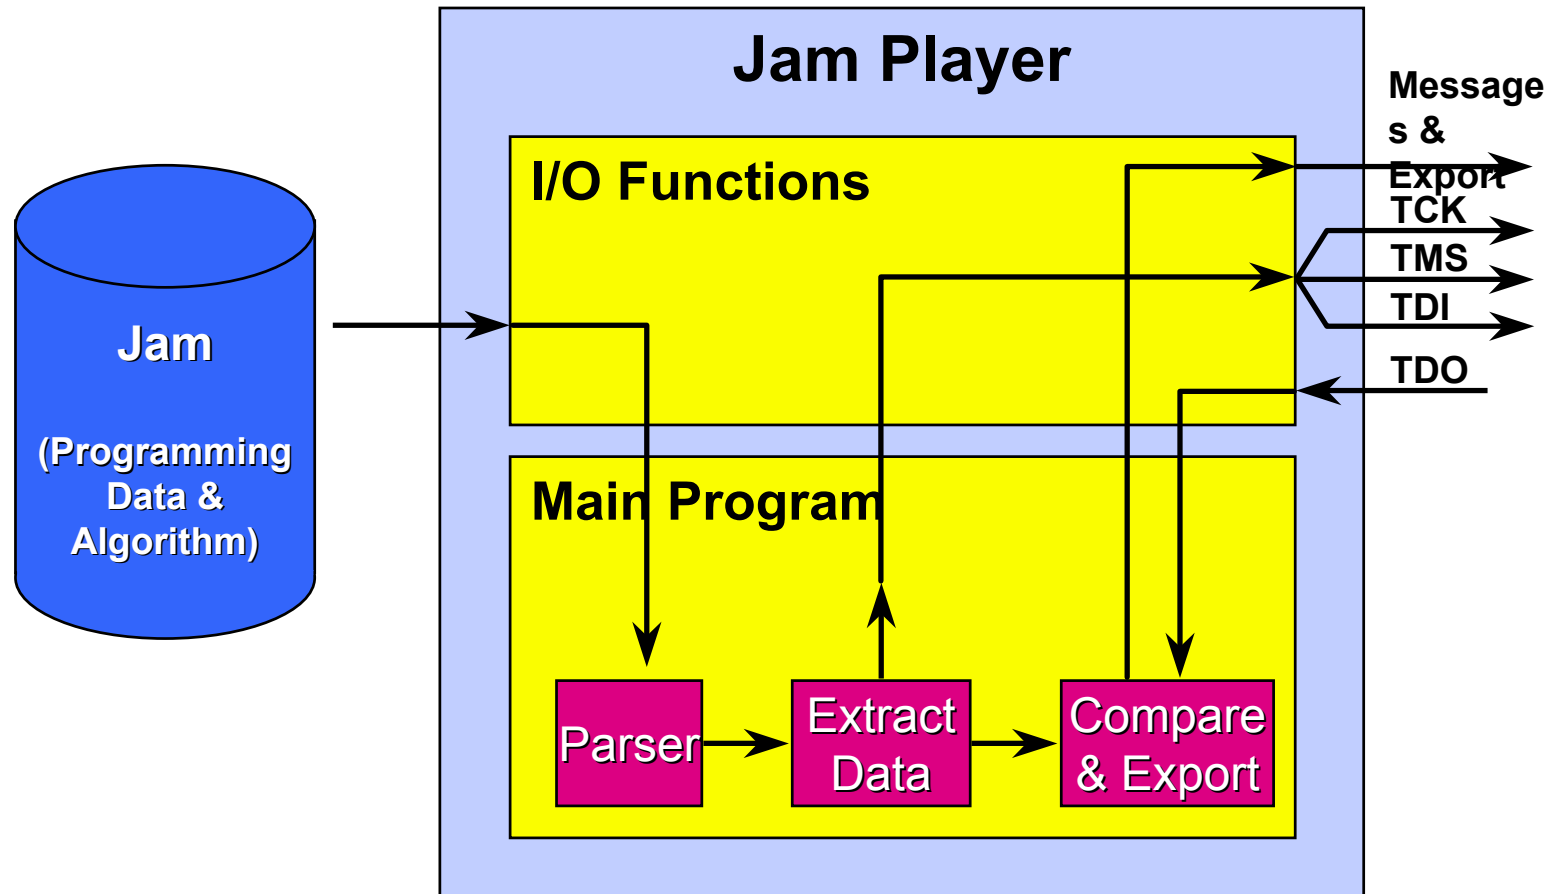 Jam Player
Message
s &
Export
I/O Functions
TCK
TMS
TDI
TDO
Jam
(Programming
Data &
Algorithm)
Main Program
Parser
Extract
Data
Compare
& Export